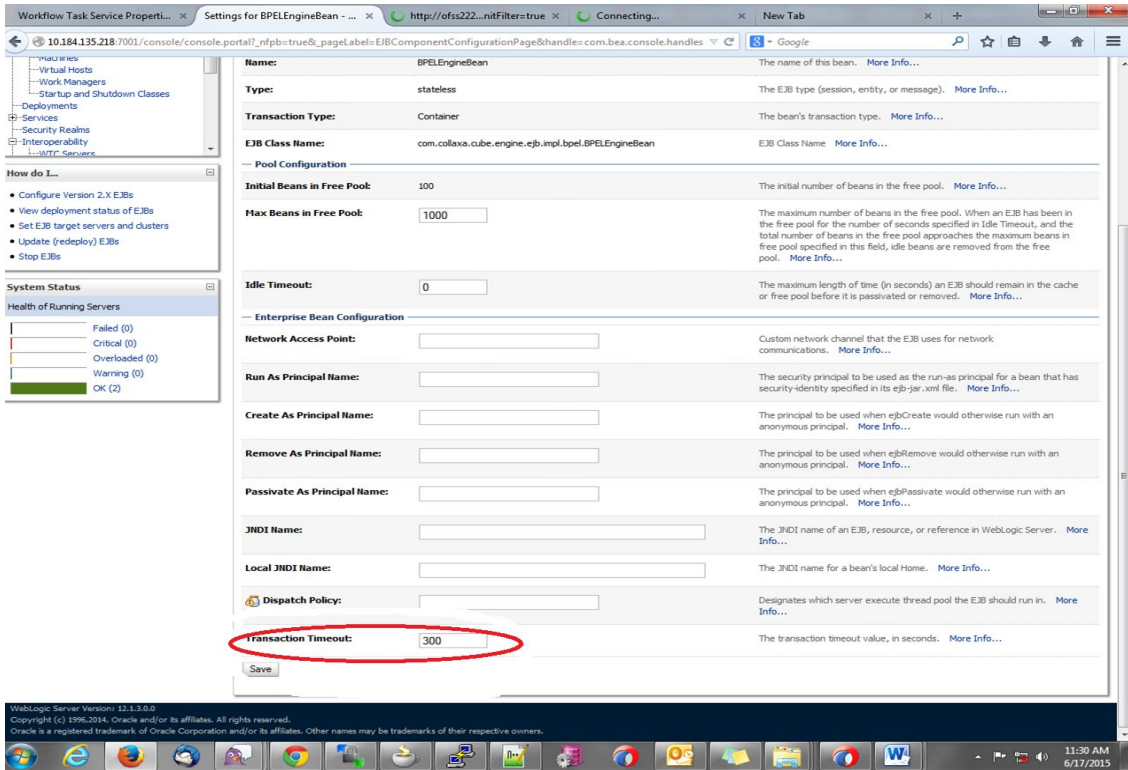 Workflow Task Service Properti... ×
Settings for BPELEngineBean - ... ×
http://ofss222...nitFilter=true ×
Connecting... ×
New Tab × +
10.184.135.218:7001/console/console.portal?_nfpb=true&_pageLabel=EJBComponentConfigurationPage&handle=com.bea.console.handles
Google
Machines
Virtual Hosts
Work Managers
Startup and Shutdown Classes
Deployments
Services
Security Realms
Interoperability
WTC Servers
How do I...
Configure Version 2.X EJBs
View deployment status of EJBs
Set EJB target servers and clusters
Update (redeploy) EJBs
Stop EJBs
System Status
Health of Running Servers
Failed (0)
Critical (0)
Overloaded (0)
Warning (0)
OK (2)
Name: BPELEngineBean The name of this bean. More Info...
Type: stateless The EJB type (session, entity, or message). More Info...
Transaction Type: Container The bean's transaction type. More Info...
EJB Class Name: com.collaxa.cube.engine.ejb.impl.bpel.BPELEngineBean EJB Class Name More Info...
Pool Configuration
Initial Beans in Free Pool: 100 The initial number of beans in the free pool. More Info...
Max Beans in Free Pool: 1000 The maximum number of beans in the free pool. When an EJB has been in
the free pool for the number of seconds specified in Idle Timeout, and the
total number of beans in the free pool approaches the maximum beans in
free pool specified in this field, idle beans are removed from the free
pool. More Info...
Idle Timeout: 0 The maximum length of time (in seconds) an EJB should remain in the cache
or free pool before it is passivated or removed. More Info...
Enterprise Bean Configuration
Network Access Point: Custom network channel that the EJB uses for network
communications. More Info...
Run As Principal Name: The security principal to be used as the run-as principal for a bean that has
security-identity specified in its ejb-jar.xml file. More Info...
Create As Principal Name: The principal to be used when ejbCreate would otherwise run with an
anonymous principal. More Info...
Remove As Principal Name: The principal to be used when ejbRemove would otherwise run with an
anonymous principal. More Info...
Passivate As Principal Name: The principal to be used when ejbPassivate would otherwise run with an
anonymous principal. More Info...
JNDI Name: The JNDI name of an EJB, resource, or reference in WebLogic Server. More
Info...
Local JNDI Name: The JNDI name for a bean's local Home. More Info...
Dispatch Policy: Designates which server execute thread pool the EJB should run in. More
Info...
Transaction Timeout: 300 The transaction timeout value, in seconds. More Info...
Save
WebLogic Server Version: 12.1.3.0.0
Copyright (c) 1996,2014, Oracle and/or its affiliates. All rights reserved.
Oracle is a registered trademark of Oracle Corporation and/or its affiliates. Other names may be trademarks of their respective owners.
11:30 AM
6/17/2015